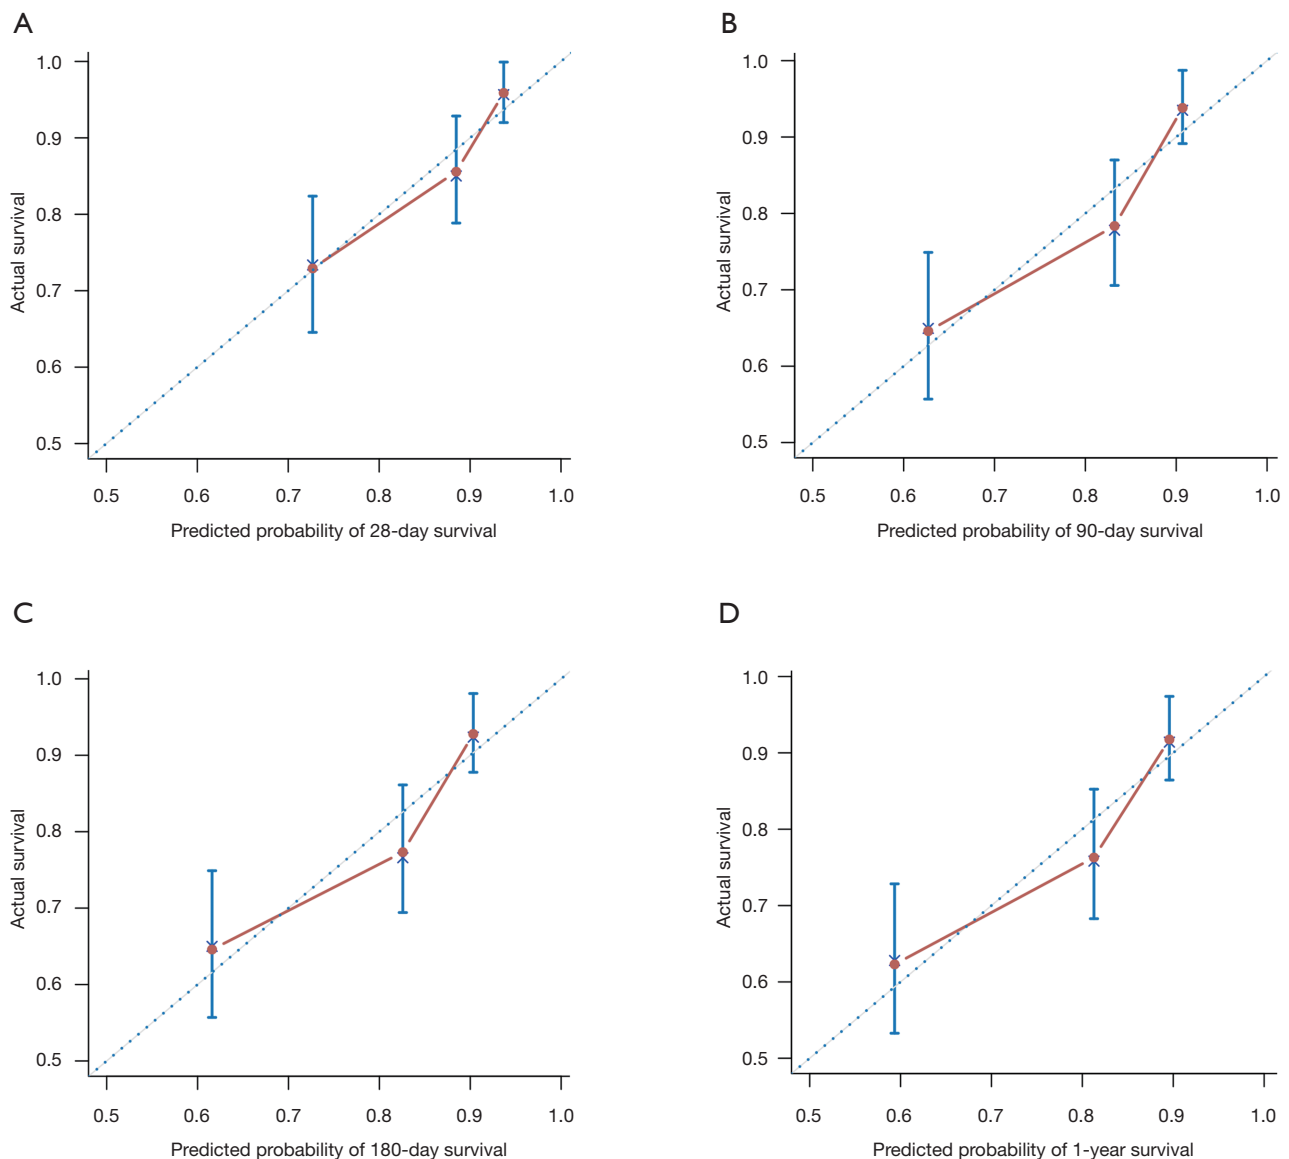 A
1.0
0.9
0.8
0.7
0.6
0.5
Actual survival
0.5 0.6 0.7 0.8 0.9 1.0
Predicted probability of 28-day survival
B
1.0
0.9
0.8
0.7
0.6
0.5
Actual survival
0.5 0.6 0.7 0.8 0.9 1.0
Predicted probability of 90-day survival
C
1.0
0.9
0.8
0.7
0.6
0.5
Actual survival
0.5 0.6 0.7 0.8 0.9 1.0
Predicted probability of 180-day survival
D
1.0
0.9
0.8
0.7
0.6
0.5
Actual survival
0.5 0.6 0.7 0.8 0.9 1.0
Predicted probability of 1-year survival